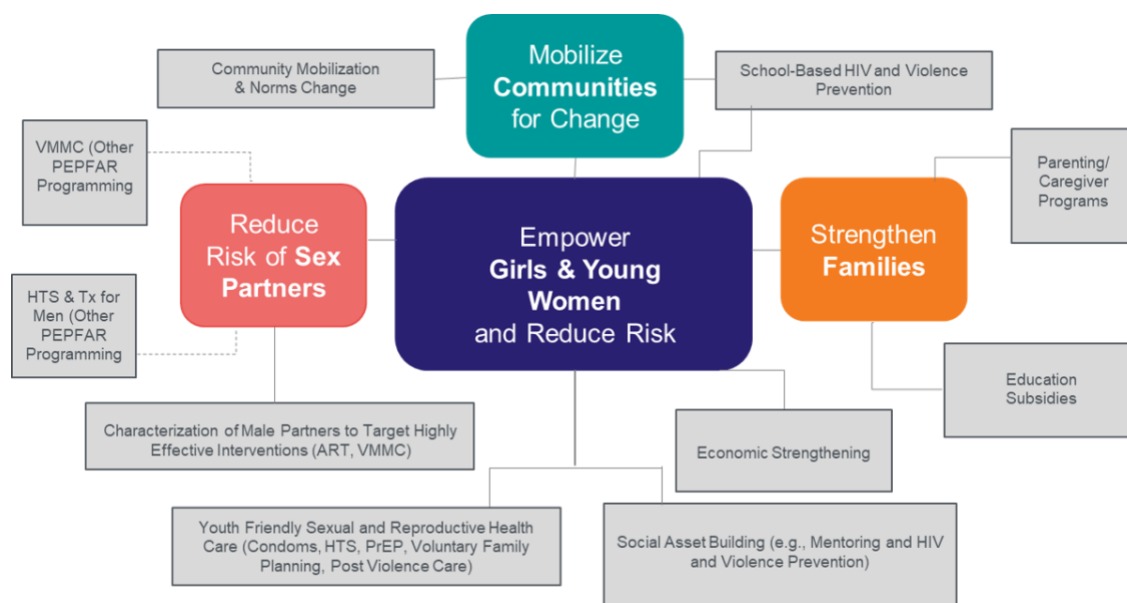 Mobilize
Communities
for Change
Community Mobilization
& Norms Change
School-Based HIV and Violence
Prevention
VMMC (Other
PEPFAR
Programming
Parenting/
Caregiver
Programs
Reduce
Risk of Sex
Partners
Empower
Girls & Young
Women
and Reduce Risk
Strengthen
Families
HTS & Tx for
Men (Other
PEPFAR
Programming
Education
Subsidies
Characterization of Male Partners to Target Highly
Effective Interventions (ART, VMMC)
Economic Strengthening
Youth Friendly Sexual and Reproductive Health
Care (Condoms, HTS, PrEP, Voluntary Family
Planning, Post Violence Care)
Social Asset Building (e.g., Mentoring and HIV
and Violence Prevention)